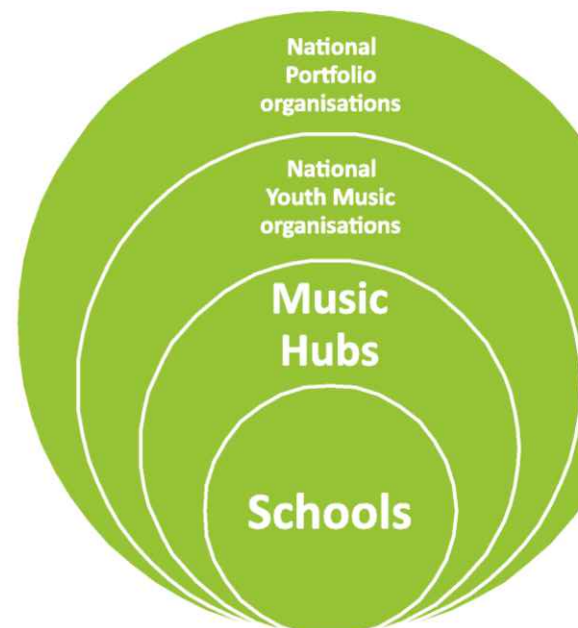 National
Portfolio
organisations
National
Youth Music
organisations
Music
Hubs
Schools